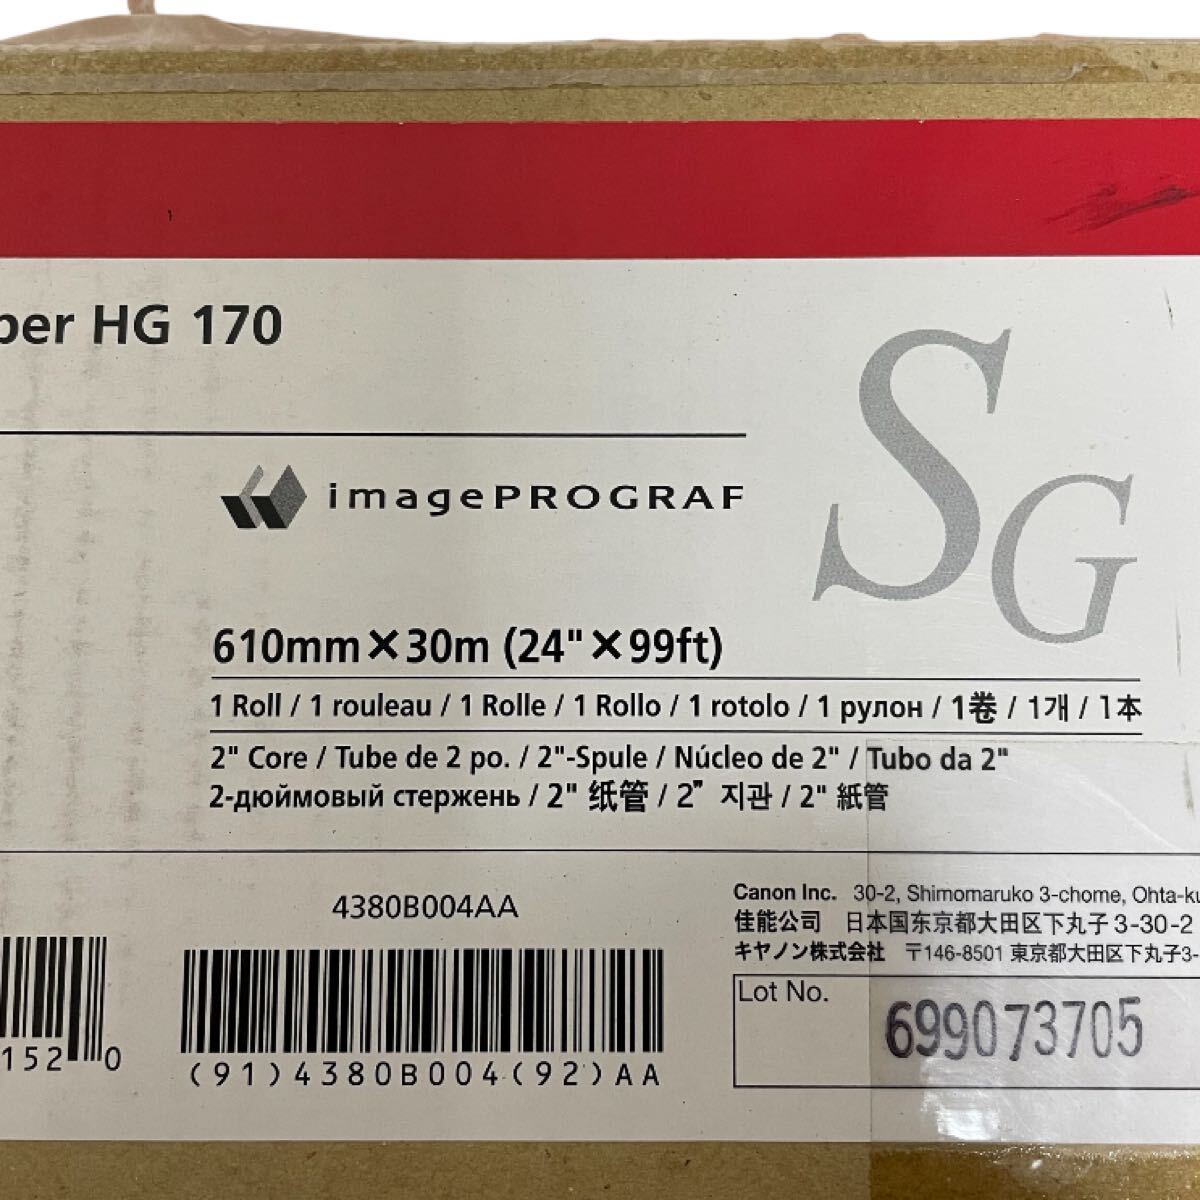 per HG 170
SG
imagePROGRAF
610mm×30m (24"×99ft)
1 Roll / 1 rouleau / 1 Rolle / 1 Rollo / 1 rotolo / 1 рулон / 1卷 / 1개 / 1本
2" Core / Tube de 2 po. / 2"-Spule / Núcleo de 2" / Tubo da 2"
2-дюймовый стержень / 2" 纸管 / 2” 지관 / 2" 紙管
4380B004AA
152 0
(91)4380B004(92)AA
Canon Inc. 30-2, Shimomaruko 3-chome, Ohta-ku
佳能公司 日本国东京都大田区下丸子3-30-2
キヤノン株式会社 〒146-8501 東京都大田区下丸子3-
Lot No.
699073705